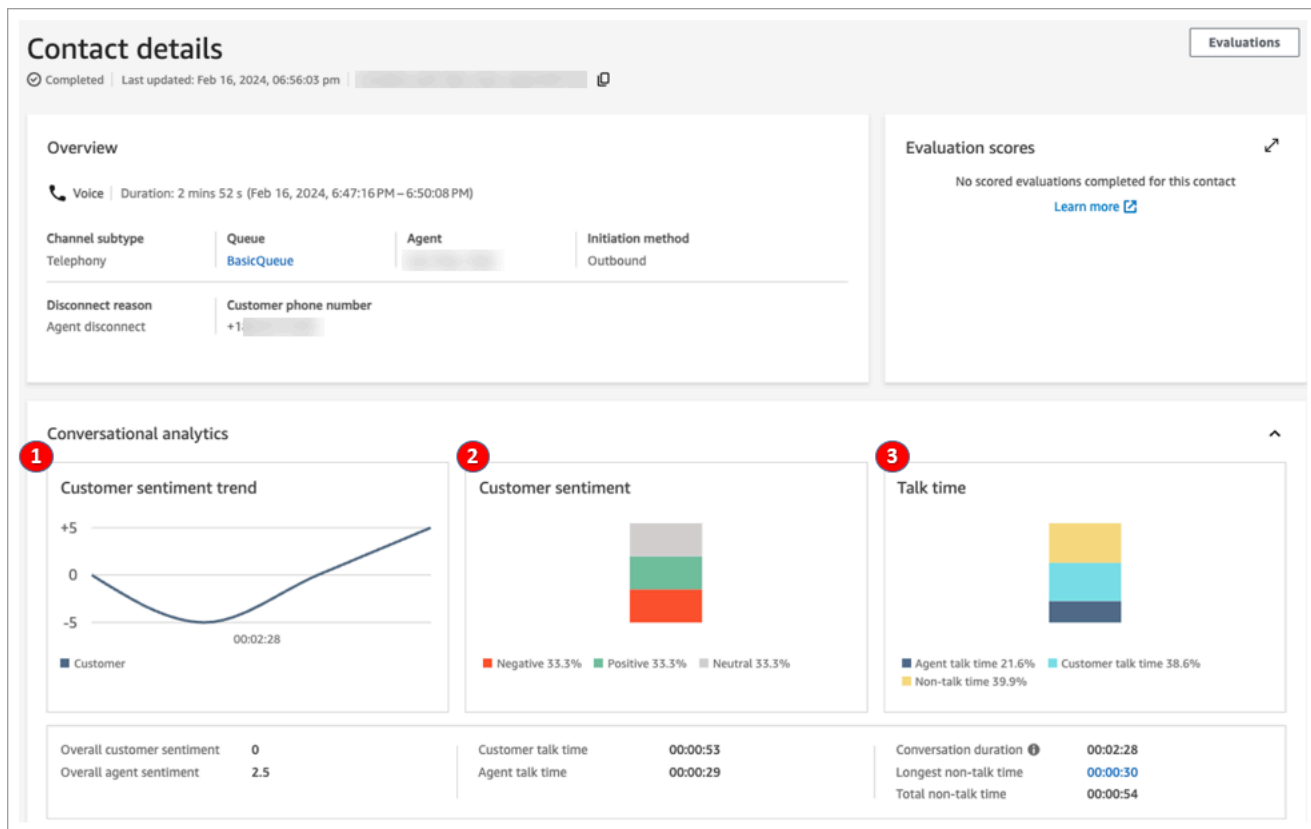 Contact details
Evaluations
Completed Last updated: Feb 16, 2024, 06:56:03 pm
Overview
Voice Duration: 2 mins 52 s (Feb 16, 2024, 6:47:16 PM – 6:50:08 PM)
Channel subtype Queue Agent Initiation method
Telephony BasicQueue Outbound
Disconnect reason Customer phone number
Agent disconnect +1
Evaluation scores
No scored evaluations completed for this contact
Learn more
Conversational analytics
1
Customer sentiment trend
+5
0
-5
00:02:28
Customer
2
Customer sentiment
Negative 33.3% Positive 33.3% Neutral 33.3%
3
Talk time
Agent talk time 21.6% Customer talk time 38.6%
Non-talk time 39.9%
Overall customer sentiment 0
Overall agent sentiment 2.5
Customer talk time 00:00:53
Agent talk time 00:00:29
Conversation duration 00:02:28
Longest non-talk time 00:00:30
Total non-talk time 00:00:54